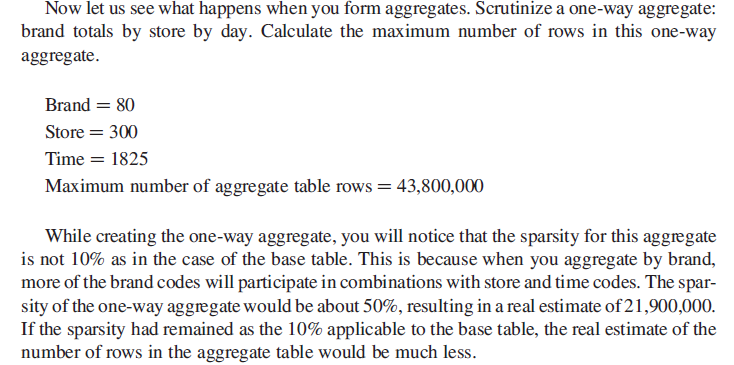 Now let us see what happens when you form aggregates. Scrutinize a one-way aggregate:
brand totals by store by day. Calculate the maximum number of rows in this one-way
aggregate.
Brand = 80
Store = 300
Time = 1825
Maximum number of aggregate table rows = 43,800,000
While creating the one-way aggregate, you will notice that the sparsity for this aggregate
is not 10% as in the case of the base table. This is because when you aggregate by brand,
more of the brand codes will participate in combinations with store and time codes. The spar-
sity of the one-way aggregate would be about 50%, resulting in a real estimate of 21,900,000.
If the sparsity had remained as the 10% applicable to the base table, the real estimate of the
number of rows in the aggregate table would be much less.